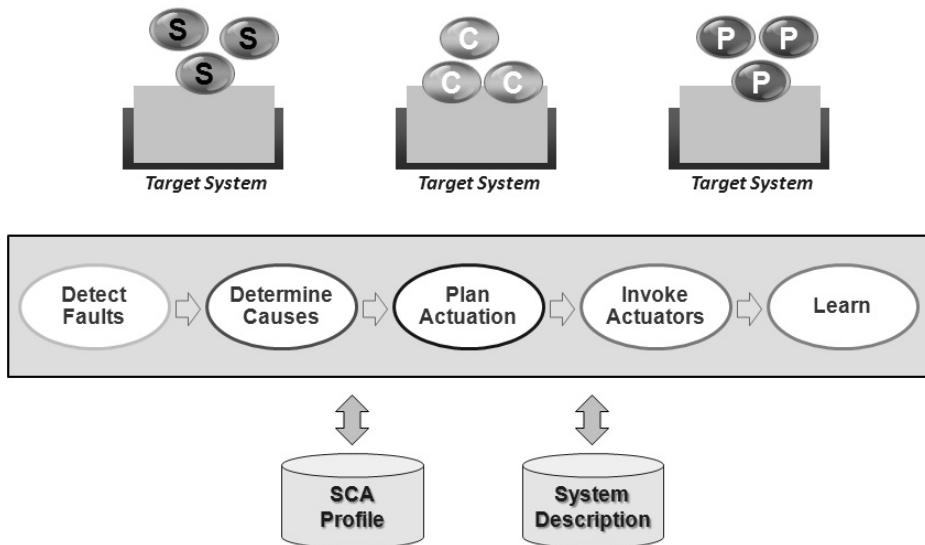 S S S
C C C
P P P
Target System Target System Target System
Detect Faults
Determine Causes
Plan Actuation
Invoke Actuators
Learn
SCA Profile
System Description